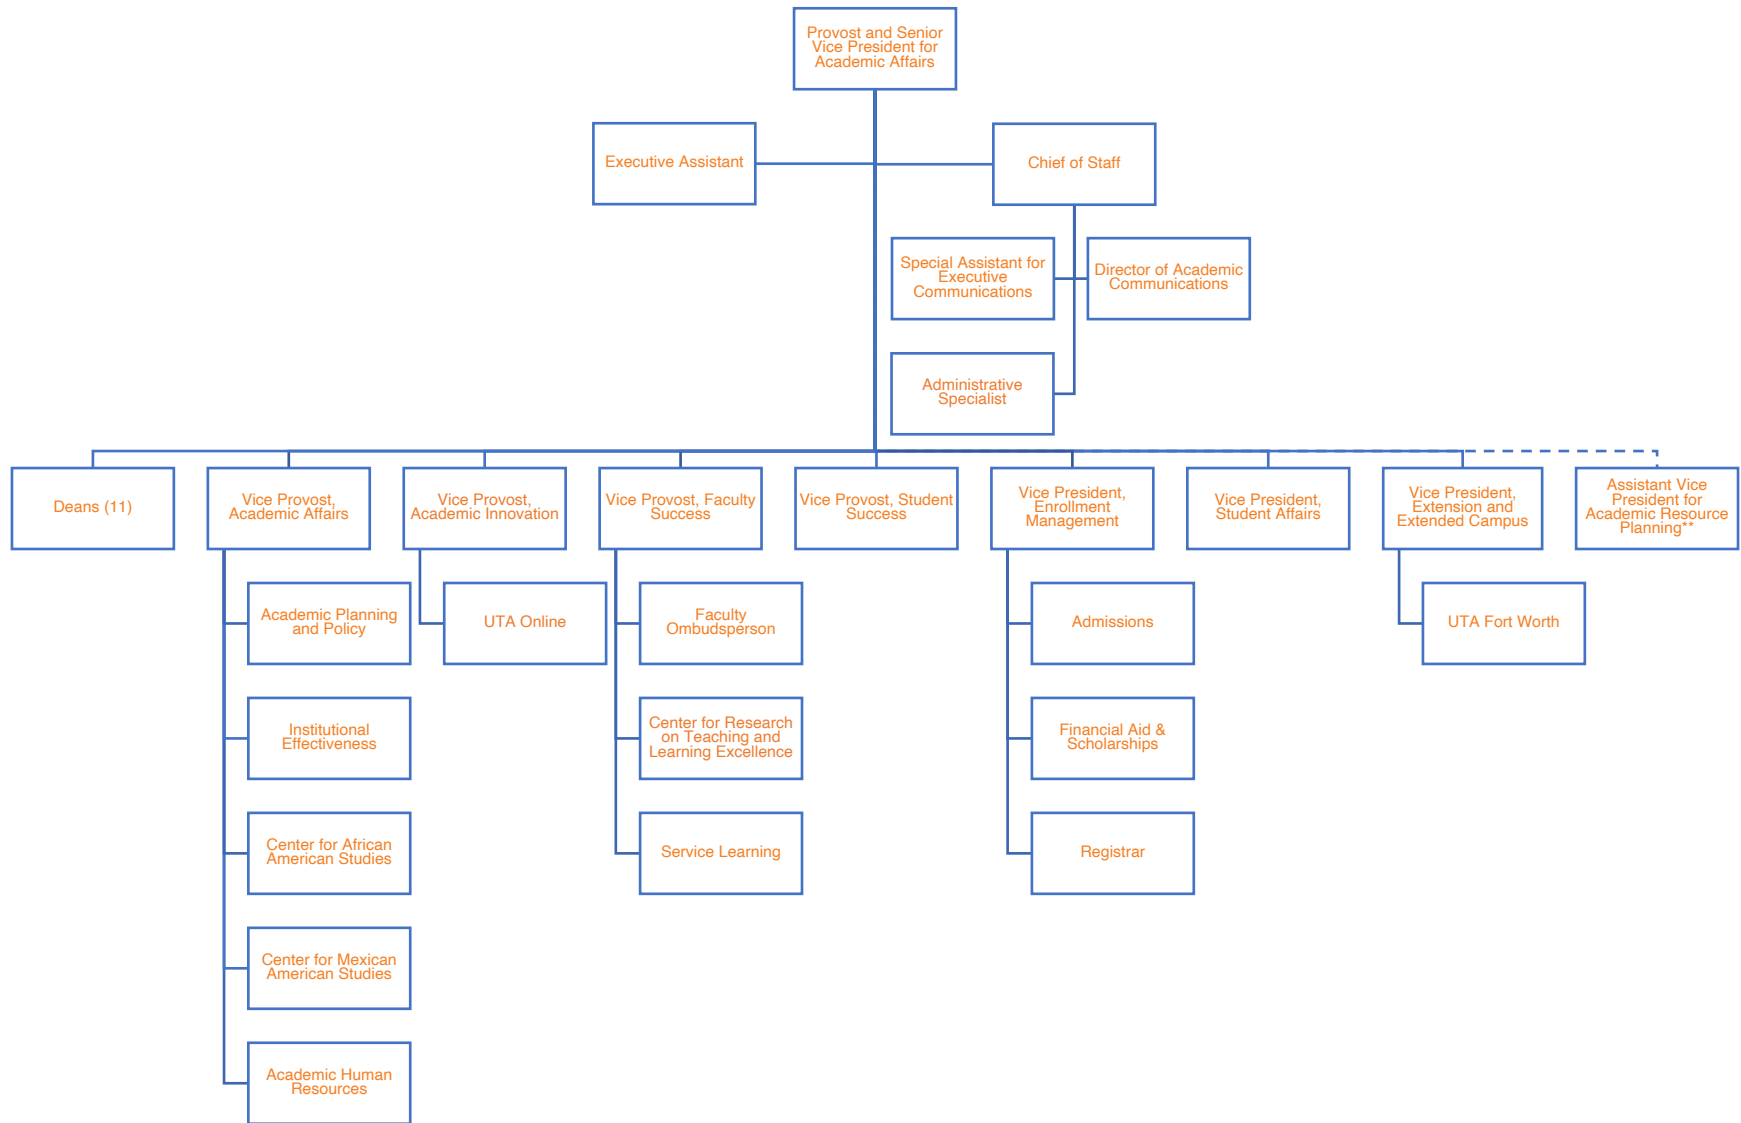 Provost and Senior
Vice President for
Academic Affairs
Executive Assistant
Chief of Staff
Special Assistant for
Executive
Communications
Director of Academic
Communications
Administrative
Specialist
Deans (11)
Vice Provost,
Academic Affairs
Vice Provost,
Academic Innovation
Vice Provost, Faculty
Success
Vice Provost, Student
Success
Vice President,
Enrollment
Management
Vice President,
Student Affairs
Vice President,
Extension and
Extended Campus
Assistant Vice
President for
Academic Resource
Planning**
Academic Planning
and Policy
UTA Online
Faculty
Ombudsperson
Admissions
UTA Fort Worth
Institutional
Effectiveness
Center for Research
on Teaching and
Learning Excellence
Financial Aid &
Scholarships
Center for African
American Studies
Service Learning
Registrar
Center for Mexican
American Studies
Academic Human
Resources